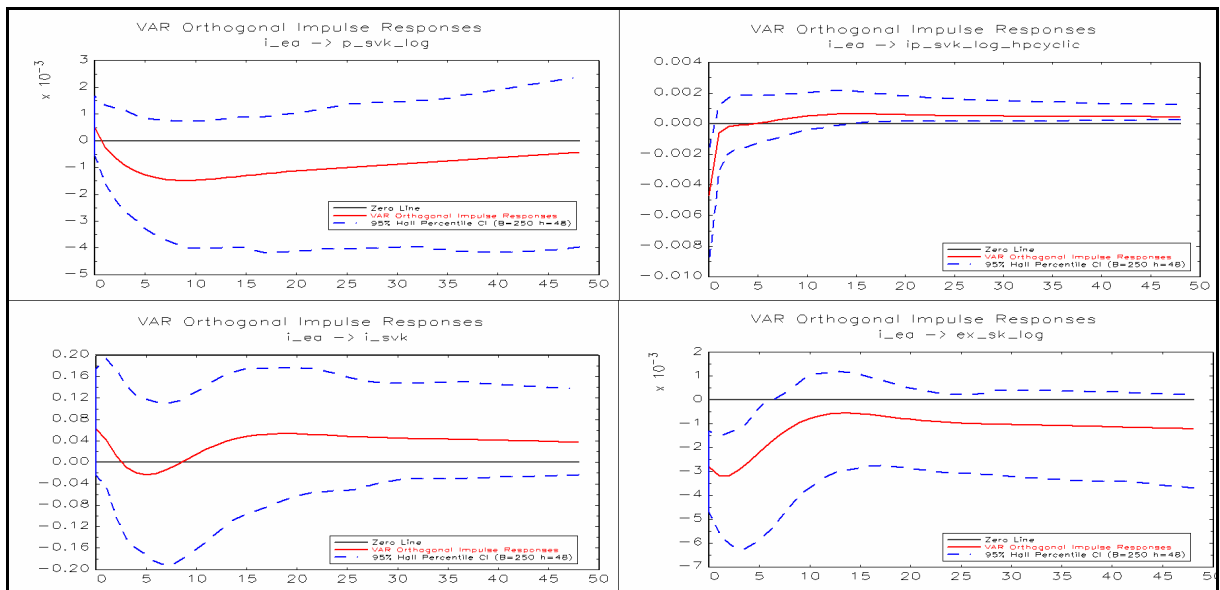 VAR Orthogonal Impulse Responses
i_ea -> p_svk_log
× 10⁻³
3
2
1
0
-1
-2
-3
-4
-5
0 5 10 15 20 25 30 35 40 45 50
Zero Line
VAR Orthogonal Impulse Responses
95% Hall Percentile CI (B=250 h=48)
VAR Orthogonal Impulse Responses
i_ea -> ip_svk_log_hpcyclic
0.004
0.002
0.000
-0.002
-0.004
-0.006
-0.008
-0.010
0 5 10 15 20 25 30 35 40 45 50
Zero Line
VAR Orthogonal Impulse Responses
95% Hall Percentile CI (B=250 h=48)
VAR Orthogonal Impulse Responses
i_ea -> i_svk
0.20
0.16
0.12
0.08
0.04
0.00
-0.04
-0.08
-0.12
-0.16
-0.20
0 5 10 15 20 25 30 35 40 45 50
Zero Line
VAR Orthogonal Impulse Responses
95% Hall Percentile CI (B=250 h=48)
VAR Orthogonal Impulse Responses
i_ea -> ex_sk_log
× 10⁻³
2
1
0
-1
-2
-3
-4
-5
-6
-7
0 5 10 15 20 25 30 35 40 45 50
Zero Line
VAR Orthogonal Impulse Responses
95% Hall Percentile CI (B=250 h=48)